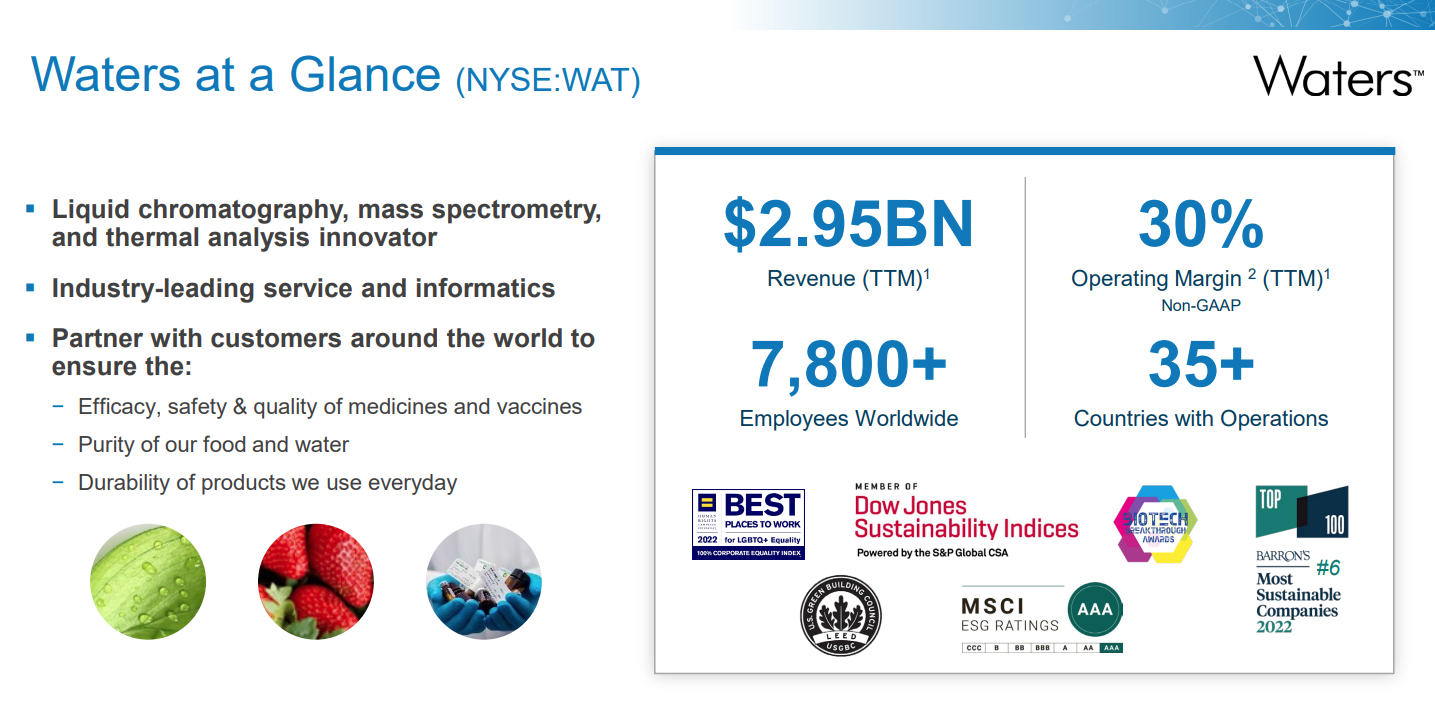 Waters at a Glance (NYSE:WAT)
Waters™
▪ Liquid chromatography, mass spectrometry,
and thermal analysis innovator
▪ Industry-leading service and informatics
▪ Partner with customers around the world to
ensure the:
− Efficacy, safety & quality of medicines and vaccines
− Purity of our food and water
− Durability of products we use everyday
$2.95BN
Revenue (TTM)¹
30%
Operating Margin ² (TTM)¹
Non-GAAP
7,800+
Employees Worldwide
35+
Countries with Operations
HUMAN
RIGHTS
CAMPAIGN
FOUNDATION
BEST
PLACES TO WORK
2022 for LGBTQ+ Equality
100% CORPORATE EQUALITY INDEX
MEMBER OF
Dow Jones
Sustainability Indices
Powered by the S&P Global CSA
BIOTECH
BREAKTHROUGH
AWARDS
TOP
100
BARRON'S
#6
Most
Sustainable
Companies
2022
U.S. GREEN BUILDING COUNCIL
LEED
USGBC
MSCI
ESG RATINGS
AAA
CCC B BB BBB A AA AAA